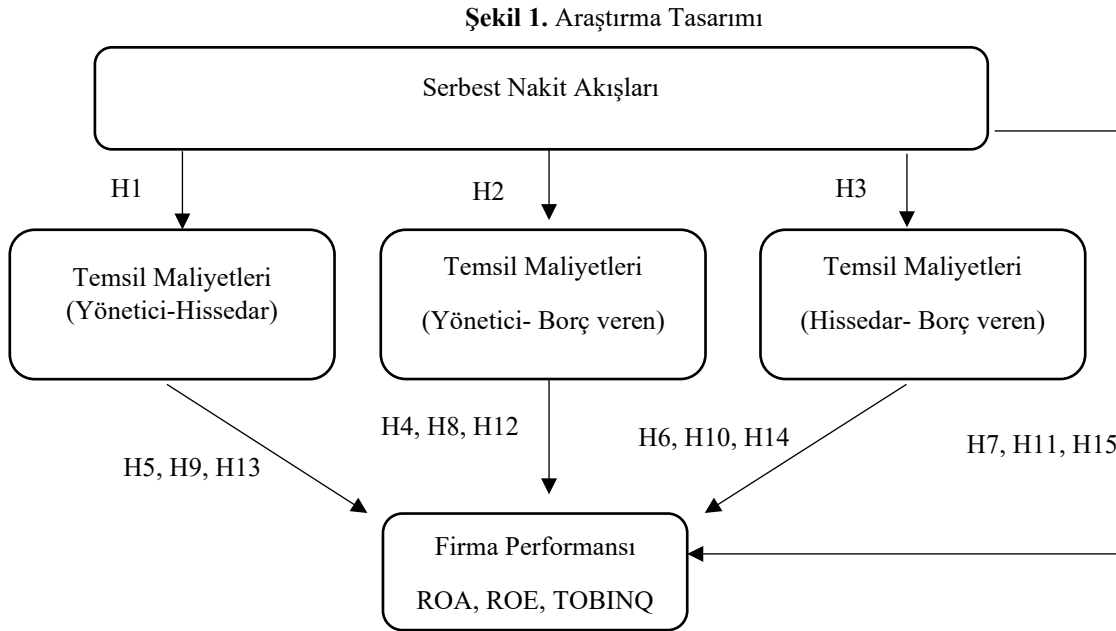 Şekil 1. Araştırma Tasarımı
Serbest Nakit Akışları
H1
H2
H3
Temsil Maliyetleri
(Yönetici-Hissedar)
Temsil Maliyetleri
(Yönetici- Borç veren)
Temsil Maliyetleri
(Hissedar- Borç veren)
H5, H9, H13
H4, H8, H12
H6, H10, H14
H7, H11, H15
Firma Performansı
ROA, ROE, TOBINQ